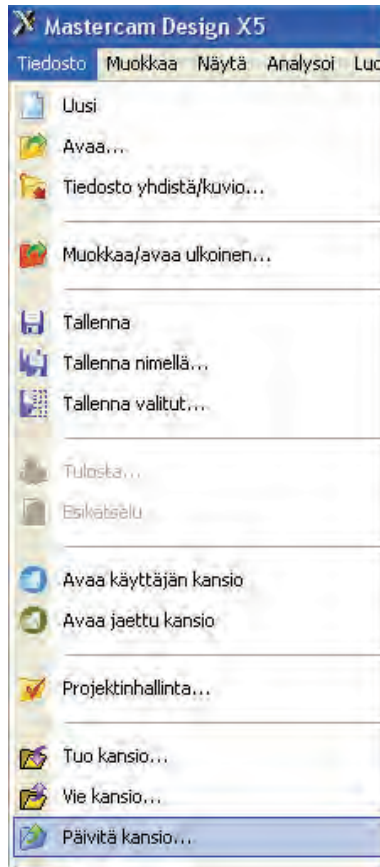 Mastercam Design X5
Tiedosto Muokkaa Näytä Analysoi Luo
Uusi
Avaa...
Tiedosto yhdistä/kuvio...
Muokkaa/avaa ulkoinen...
Tallenna
Tallenna nimellä...
Tallenna valitut...
Tulosta...
Esikatselu
Avaa käyttäjän kansio
Avaa jaettu kansio
Projektinhallinta...
Tuo kansio...
Vie kansio...
Päivitä kansio...